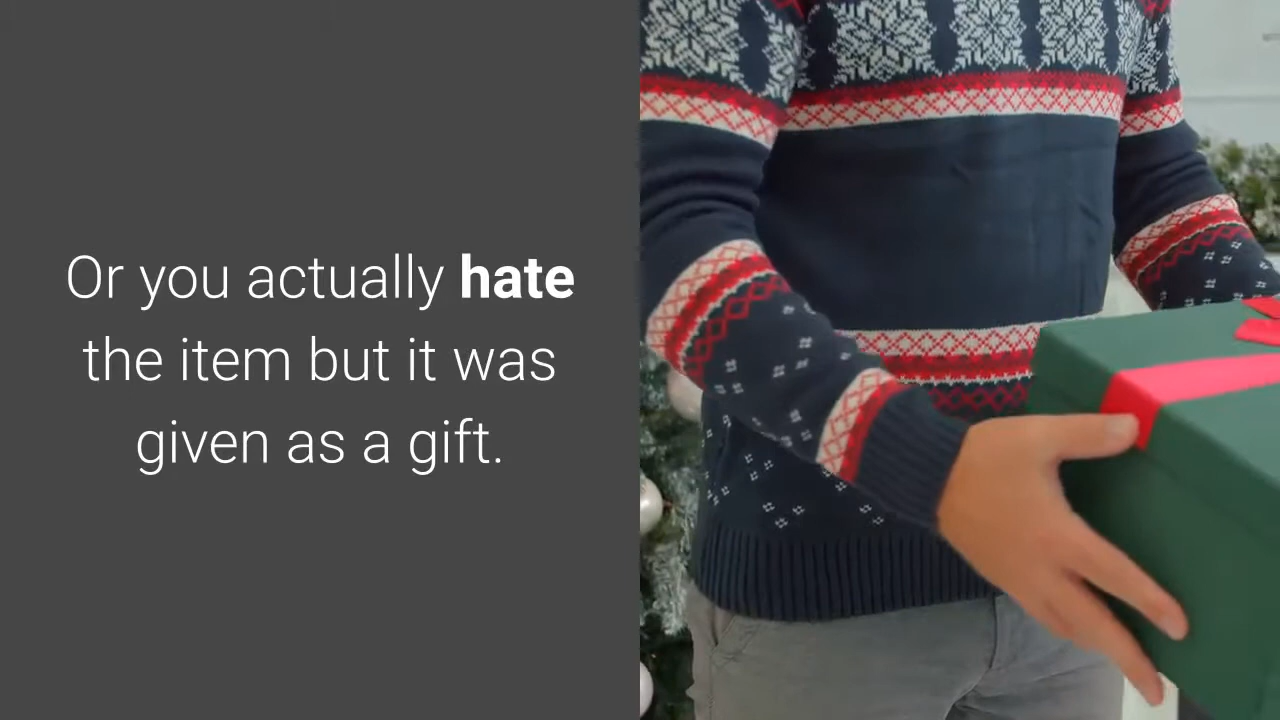 Or you actually hate
the item but it was
given as a gift.